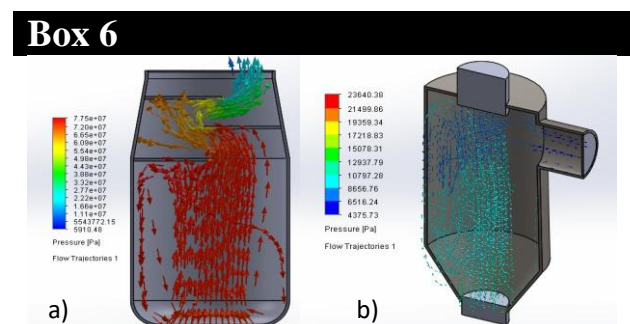 Box 6
7.75e+07
7.20e+07
6.65e+07
6.09e+07
5.54e+07
4.98e+07
4.43e+07
3.88e+07
3.32e+07
2.77e+07
2.22e+07
1.66e+07
1.11e+07
5543772.15
5910.48
Pressure [Pa]
Flow Trajectories 1
a)
23640.38
21499.86
19359.34
17218.83
15078.31
12937.79
10797.28
8656.76
6516.24
4375.73
Pressure [Pa]
Flow Trajectories 1
b)